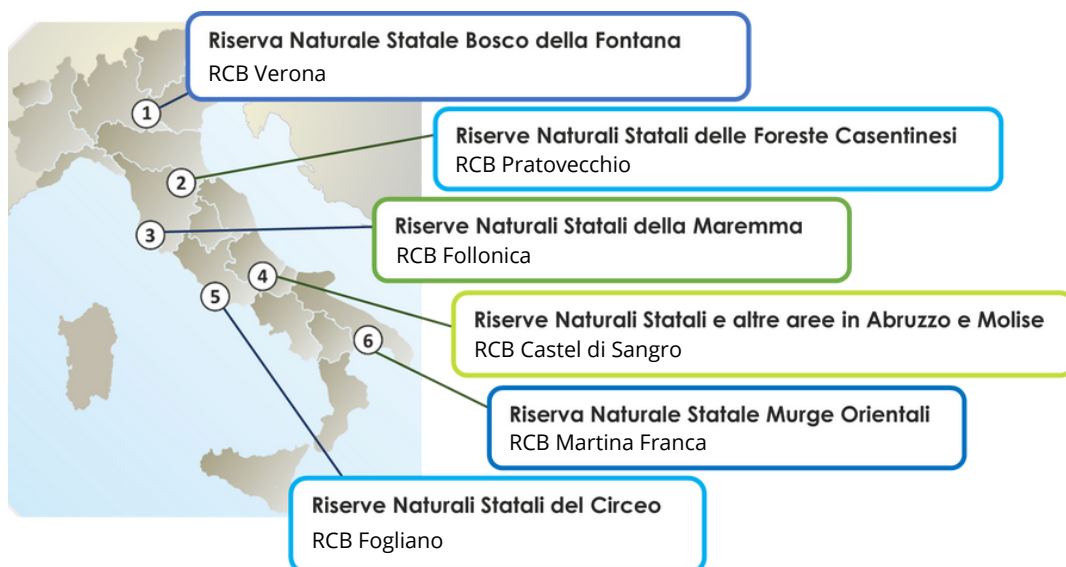 Riserva Naturale Statale Bosco della Fontana
RCB Verona
1
Riserve Naturali Statali delle Foreste Casentinesi
RCB Pratovecchio
2
Riserve Naturali Statali della Maremma
RCB Follonica
3
4
Riserve Naturali Statali e altre aree in Abruzzo e Molise
RCB Castel di Sangro
5
6
Riserva Naturale Statale Murge Orientali
RCB Martina Franca
Riserve Naturali Statali del Circeo
RCB Fogliano